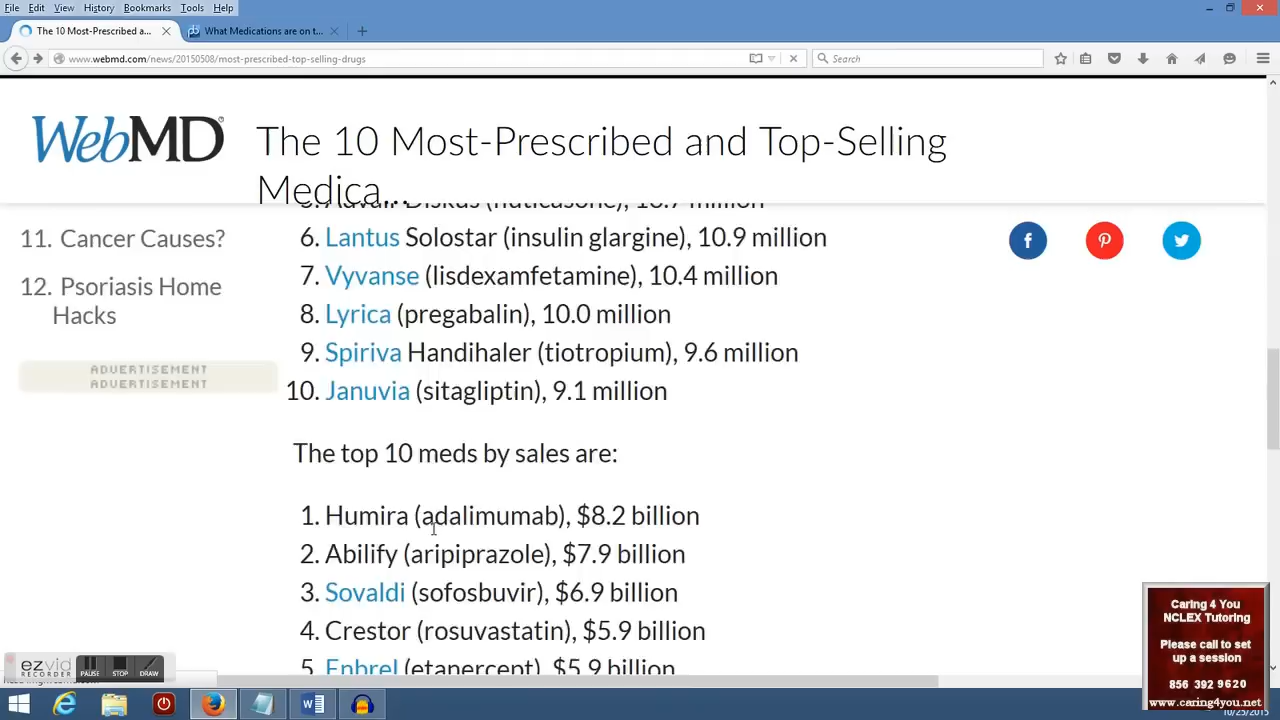 File Edit View History Bookmarks Tools Help
The 10 Most-Prescribed a...
What Medications are on t...
www.webmd.com/news/20150508/most-prescribed-top-selling-drugs
Search
WebMD
The 10 Most-Prescribed and Top-Selling
Medica...
11. Cancer Causes?
12. Psoriasis Home
Hacks
ADVERTISEMENT
ADVERTISEMENT
6. Lantus Solostar (insulin glargine), 10.9 million
7. Vyvanse (lisdexamfetamine), 10.4 million
8. Lyrica (pregabalin), 10.0 million
9. Spiriva Handihaler (tiotropium), 9.6 million
10. Januvia (sitagliptin), 9.1 million
The top 10 meds by sales are:
1. Humira (adalimumab), $8.2 billion
2. Abilify (aripiprazole), $7.9 billion
3. Sovaldi (sofosbuvir), $6.9 billion
4. Crestor (rosuvastatin), $5.9 billion
5. Enbrel (etanercept), $5.9 billion
Caring 4 You
NCLEX Tutoring
Please call to set
up a session
856 392 9620
www.caring4you.net
ezvid
RECORDER
PAUSE STOP DRAW
10/25/2015